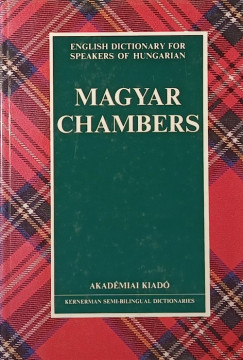 ENGLISH DICTIONARY FOR
SPEAKERS OF HUNGARIAN
MAGYAR
CHAMBERS
AKADÉMIAI KIADÓ
KERNERMAN SEMI-BILINGUAL DICTIONARIES